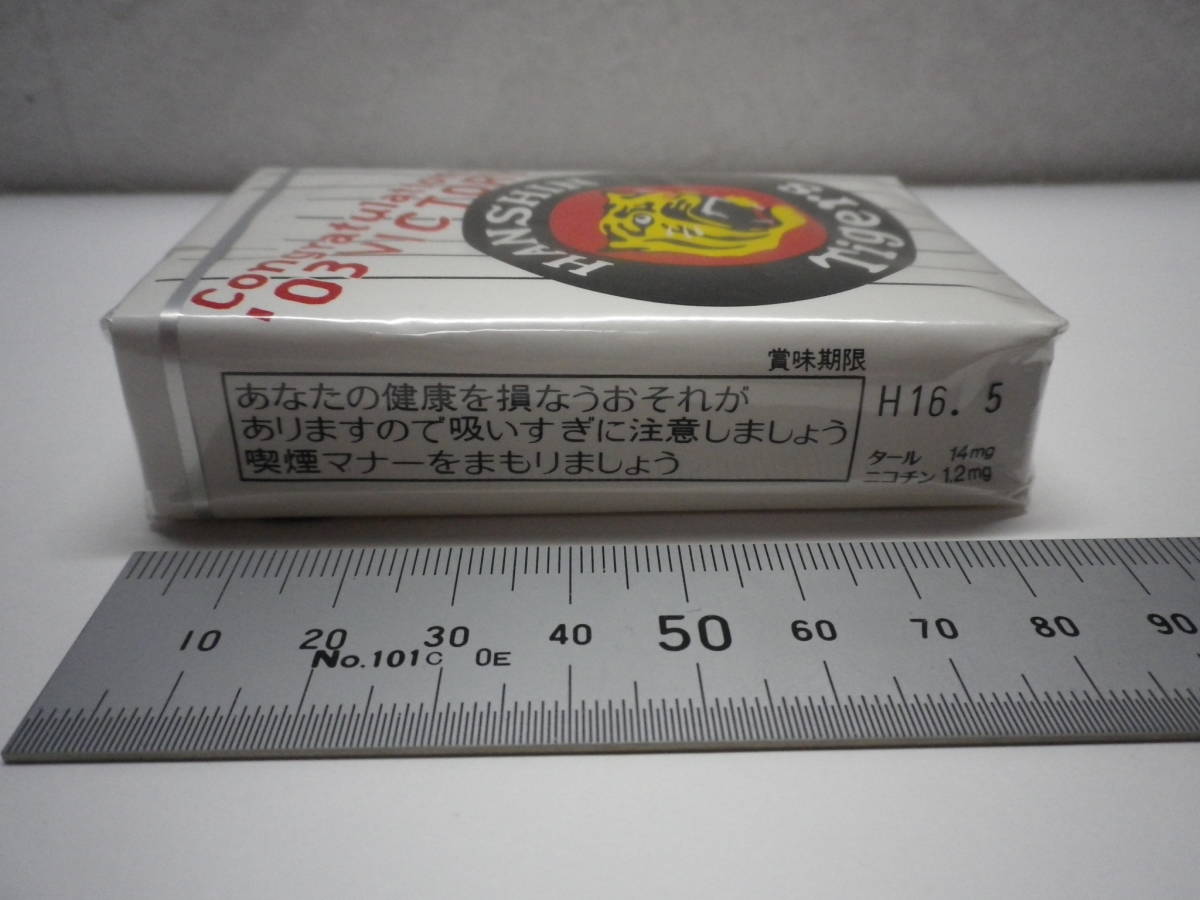 Congratulation
'03 VICTOR
HANSHIN
Tigers
賞味期限
H16. 5
あなたの健康を損なうおそれが
ありますので吸いすぎに注意しましょう
喫煙マナーをまもりましょう
タール 14mg
ニコチン 1.2mg
10 20 30 40 50 60 70 80 90
No.101C 0E